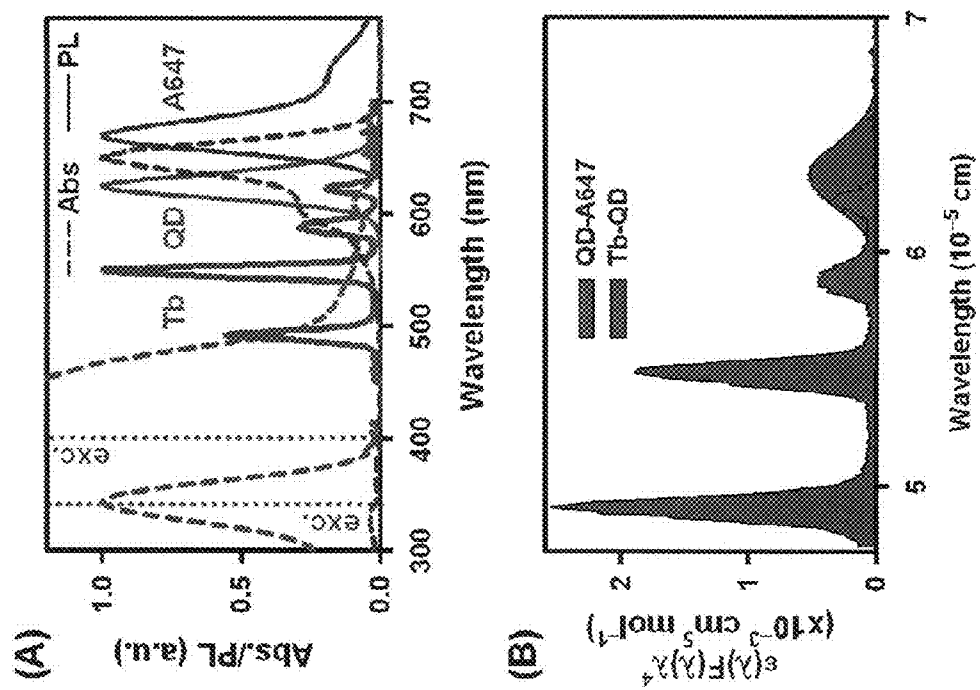 (A)
Abs./PL (a.u.)
1.0
0.5
0.0
---- Abs —— PL
Tb QD A647
exc.
exc.
300 400 500 600 700
Wavelength (nm)
(B)
ε(λ)F(λ)λ⁴
(x10⁻³ cm⁵ mol⁻¹)
2
1
0
QD-A647
Tb-QD
5 6 7
Wavelength (10⁻⁵ cm)